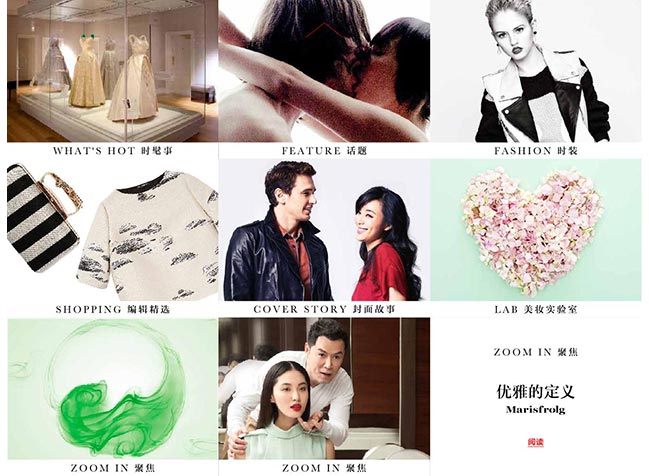 WHAT'S HOT 时髦事
FEATURE 话题
FASHION 时装
SHOPPING 编辑精选
COVER STORY 封面故事
LAB 美妆实验室
ZOOM IN 聚焦
ZOOM IN 聚焦
ZOOM IN 聚焦
优雅的定义
Marisfrolg
阅读